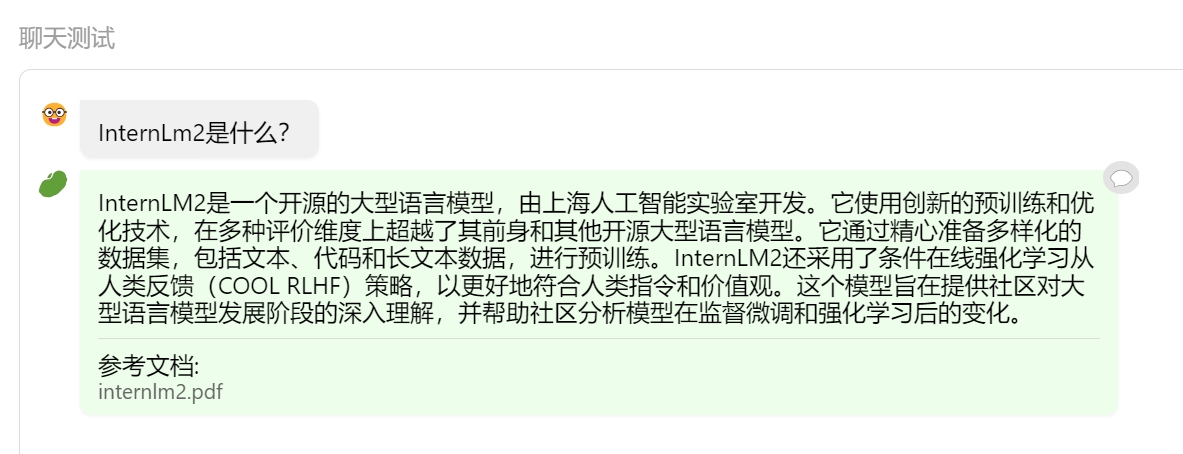 聊天测试
InternLm2是什么？
InternLM2是一个开源的大型语言模型，由上海人工智能实验室开发。它使用创新的预训练和优
化技术，在多种评价维度上超越了其前身和其他开源大型语言模型。它通过精心准备多样化的
数据集，包括文本、代码和长文本数据，进行预训练。InternLM2还采用了条件在线强化学习从
人类反馈（COOL RLHF）策略，以更好地符合人类指令和价值观。这个模型旨在提供社区对大
型语言模型发展阶段的深入理解，并帮助社区分析模型在监督微调和强化学习后的变化。
参考文档:
internlm2.pdf